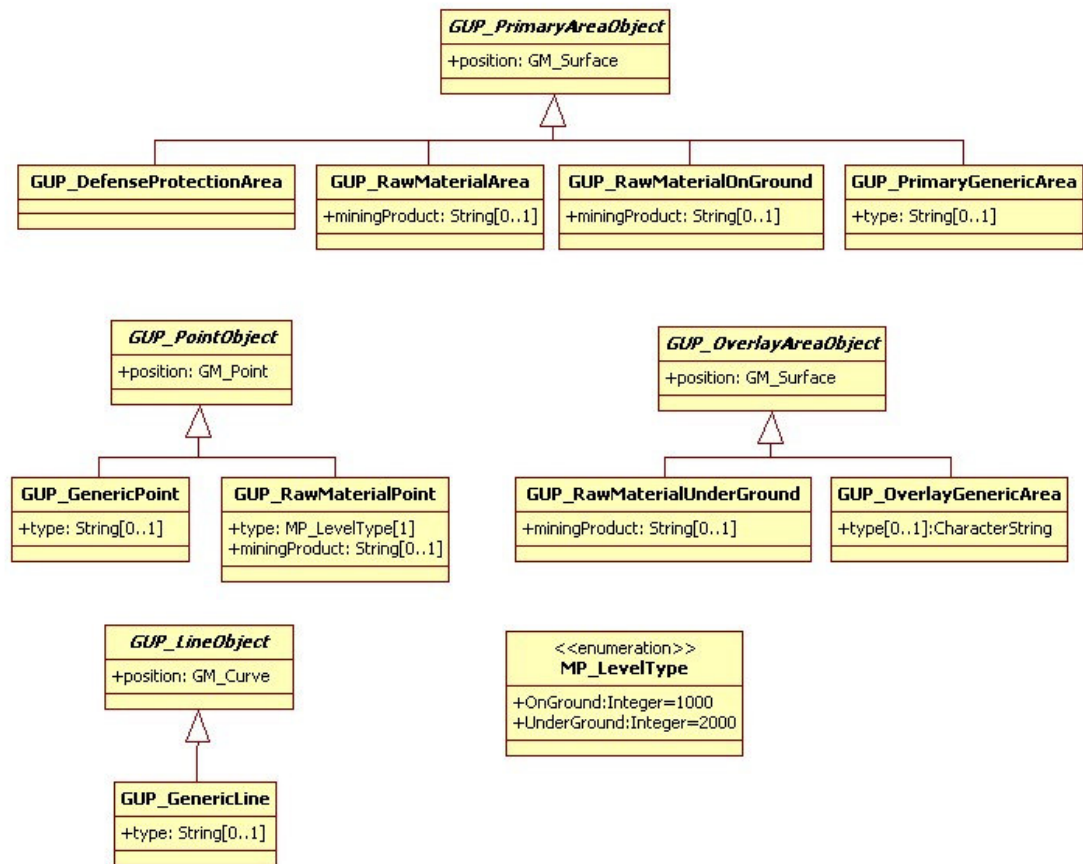 GUP_PrimaryAreaObject
+position: GM_Surface
GUP_DefenseProtectionArea
GUP_RawMaterialArea
+miningProduct: String[0..1]
GUP_RawMaterialOnGround
+miningProduct: String[0..1]
GUP_PrimaryGenericArea
+type: String[0..1]
GUP_PointObject
+position: GM_Point
GUP_OverlayAreaObject
+position: GM_Surface
GUP_GenericPoint
+type: String[0..1]
GUP_RawMaterialPoint
+type: MP_LevelType[1]
+miningProduct: String[0..1]
GUP_RawMaterialUnderGround
+miningProduct: String[0..1]
GUP_OverlayGenericArea
+type[0..1]:CharacterString
GUP_LineObject
+position: GM_Curve
<<enumeration>>
MP_LevelType
+OnGround:Integer=1000
+UnderGround:Integer=2000
GUP_GenericLine
+type: String[0..1]